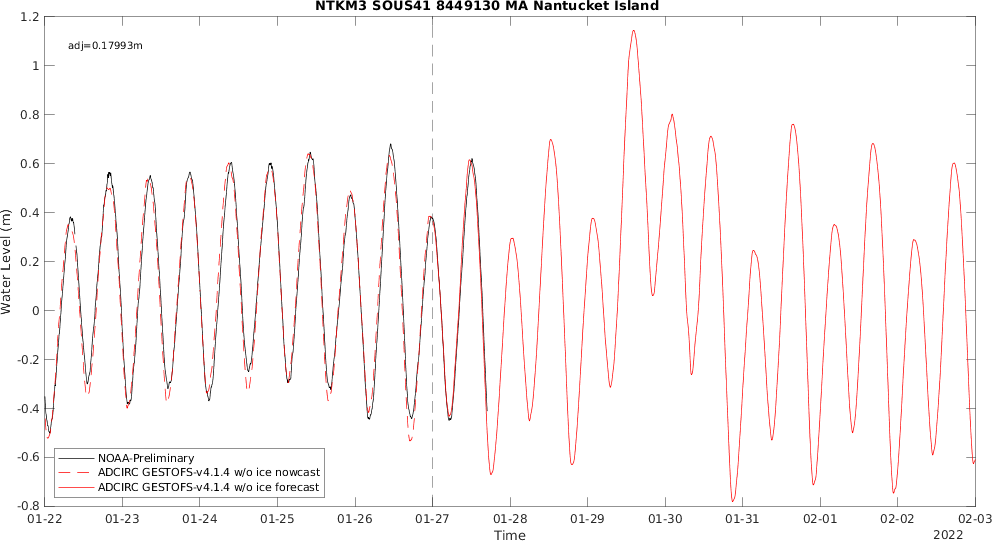 NTKM3 SOUS41 8449130 MA Nantucket Island
1.2
adj=0.17993m
1
0.8
0.6
0.4
0.2
0
-0.2
-0.4
-0.6
-0.8
Water Level (m)
NOAA-Preliminary
ADCIRC GESTOFS-v4.1.4 w/o ice nowcast
ADCIRC GESTOFS-v4.1.4 w/o ice forecast
01-22 01-23 01-24 01-25 01-26 01-27 01-28 01-29 01-30 01-31 02-01 02-02 02-03
Time
2022